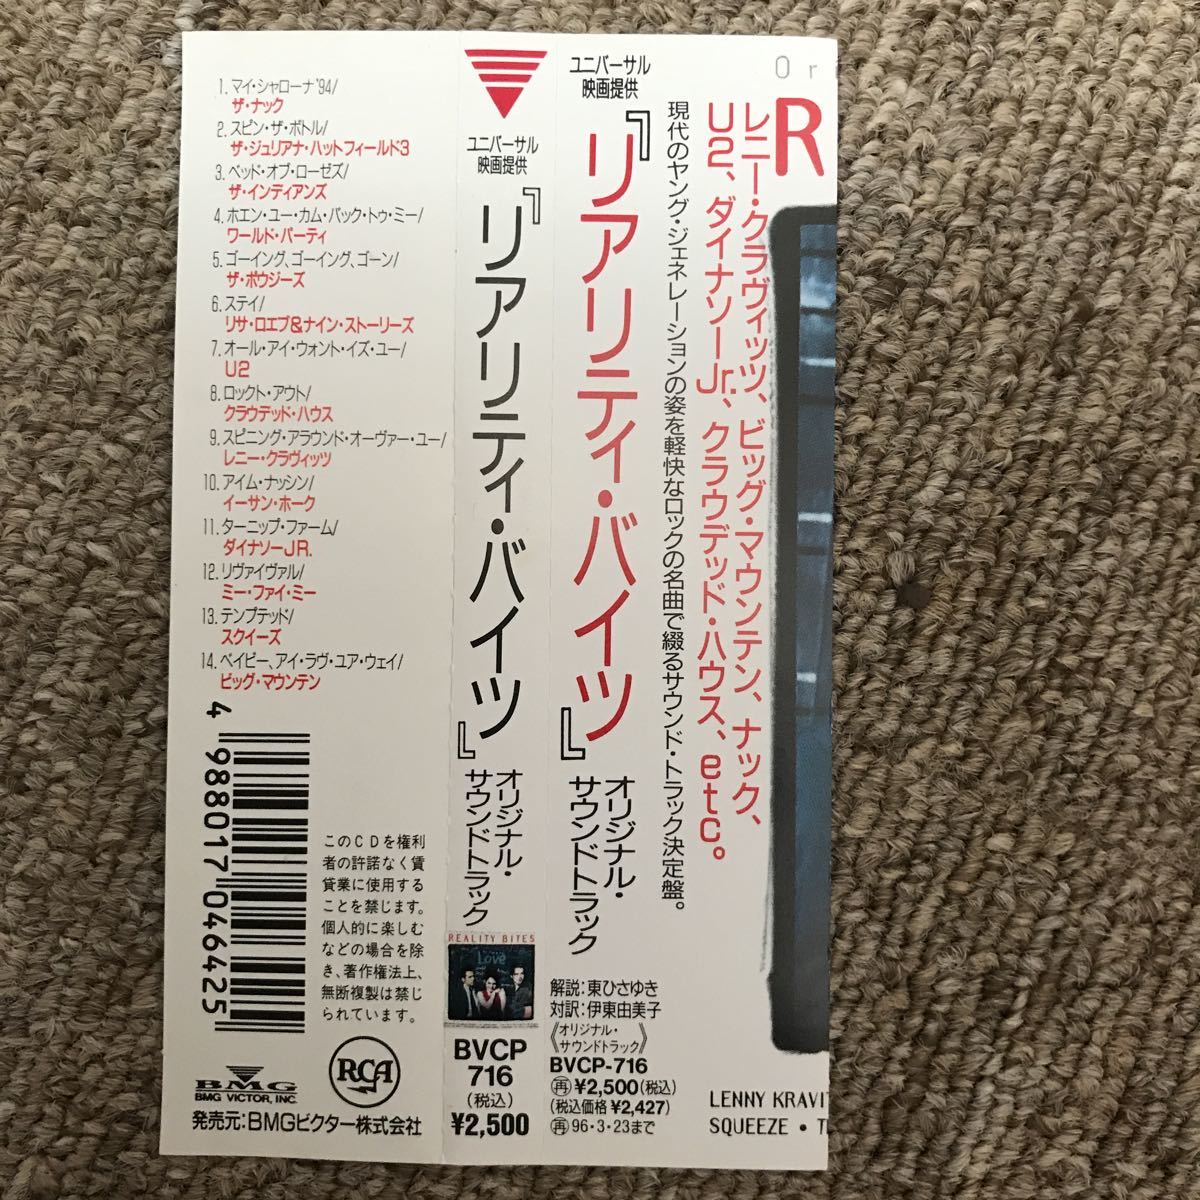 1. マイ・シャローナ'94/
ザ・ナック
2. スピン・ザ・ボトル/
ザ・ジュリアナ・ハットフィールド3
3. ベッド・オブ・ローゼズ/
ザ・インディアンズ
4. ホエン・ユー・カム・バック・トゥ・ミー/
ワールド・パーティ
5. ゴーイング、ゴーイング、ゴーン/
ザ・ポウジーズ
6. ステイ/
リサ・ロエブ&ナイン・ストーリーズ
7. オール・アイ・ウォント・イズ・ユー/
U2
8. ロックト・アウト/
クラウデッド・ハウス
9. スピニング・アラウンド・オーヴァー・ユー/
レニー・クラヴィッツ
10. アイム・ナッシン/
イーサン・ホーク
11. ターニップ・ファーム/
ダイナソーJR.
12. リヴァイヴァル/
ミー・ファイ・ミー
13. テンプテッド/
スクイーズ
14. ベイビー、アイ・ラヴ・ユア・ウェイ/
ビッグ・マウンテン
4 988017 046425
このCDを権利
者の許諾なく賃
貸業に使用する
ことを禁じます。
個人的に楽しむ
などの場合を除
き、著作権法上、
無断複製は禁じ
られています。
BMG
BMG VICTOR, INC.
RCA
発売元:BMGビクター株式会社
ユニバーサル
映画提供
『リアリティ・バイツ』
オリジナル・
サウンドトラック
REALITY BITES
Love
BVCP
716
(税込)
¥2,500
ユニバーサル
映画提供
『リアリティ・バイツ』
オリジナル・
サウンドトラック
解説:東ひさゆき
対訳:伊東由美子
《オリジナル・
サウンドトラック》
BVCP-716
再¥2,500(税込)
(税込価格¥2,427)
再96・3・23まで
レニー・クラヴィッツ、ビッグ・マウンテン、ナック、
U2、ダイナソーJr.、クラウデッド・ハウス、etc。
現代のヤング・ジェネレーションの姿を軽快なロックの名曲で綴るサウンド・トラック決定盤。
Or
R
LENNY KRAVI
SQUEEZE • T